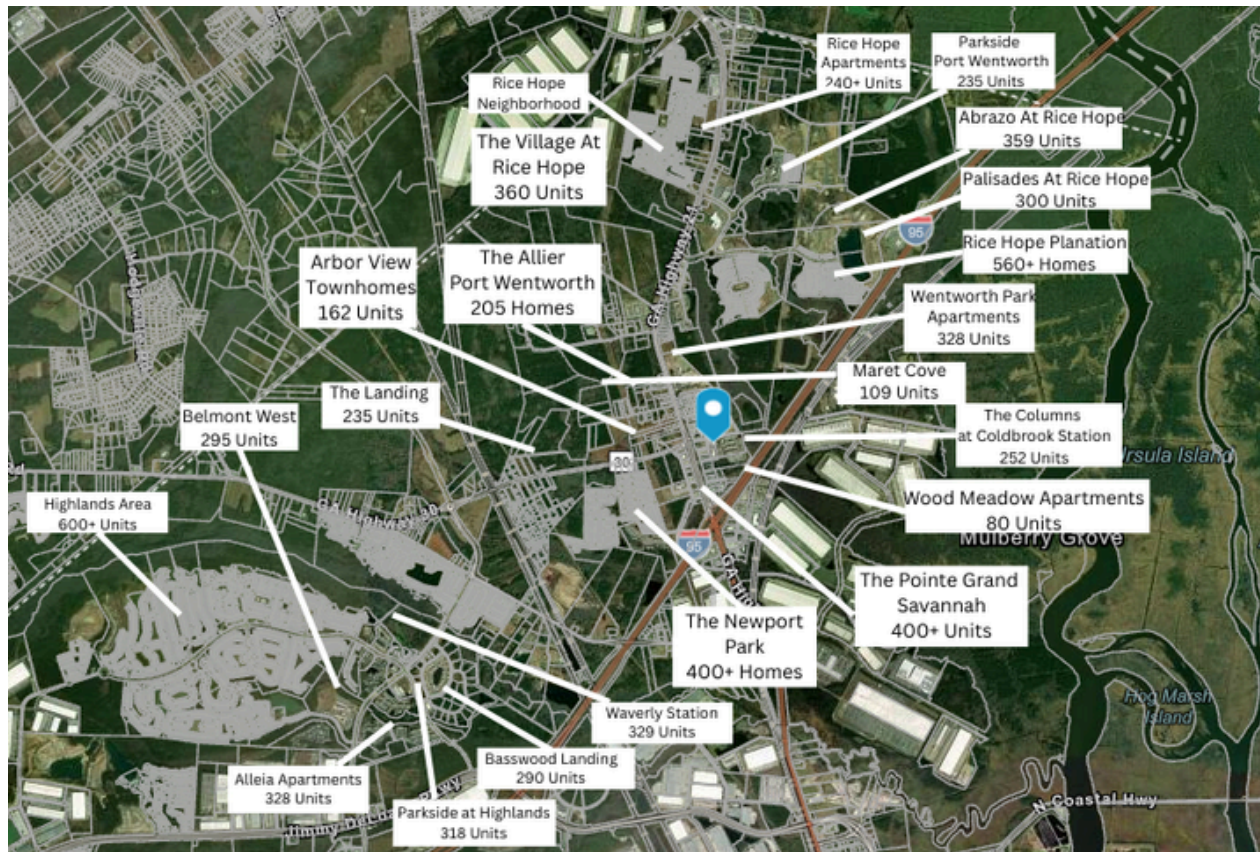 Rice Hope
Neighborhood
The Village At
Rice Hope
360 Units
Rice Hope
Apartments
240+ Units
Parkside
Port Wentworth
235 Units
Abrazo At Rice Hope
359 Units
Palisades At Rice Hope
300 Units
95
Rice Hope Planation
560+ Homes
GA Highway 21
Arbor View
Townhomes
162 Units
The Allier
Port Wentworth
205 Homes
Wentworth Park
Apartments
328 Units
Maret Cove
109 Units
The Landing
235 Units
Belmont West
295 Units
The Columns
at Coldbrook Station
252 Units
Ursula Island
30
Highlands Area
600+ Units
GA Highway 30
Wood Meadow Apartments
80 Units
Mulberry Grove
95
The Pointe Grand
Savannah
400+ Units
The Newport
Park
400+ Homes
Waverly Station
329 Units
Hog Marsh
Island
Basswood Landing
290 Units
Alleia Apartments
328 Units
Parkside at Highlands
318 Units
N Coastal Hwy